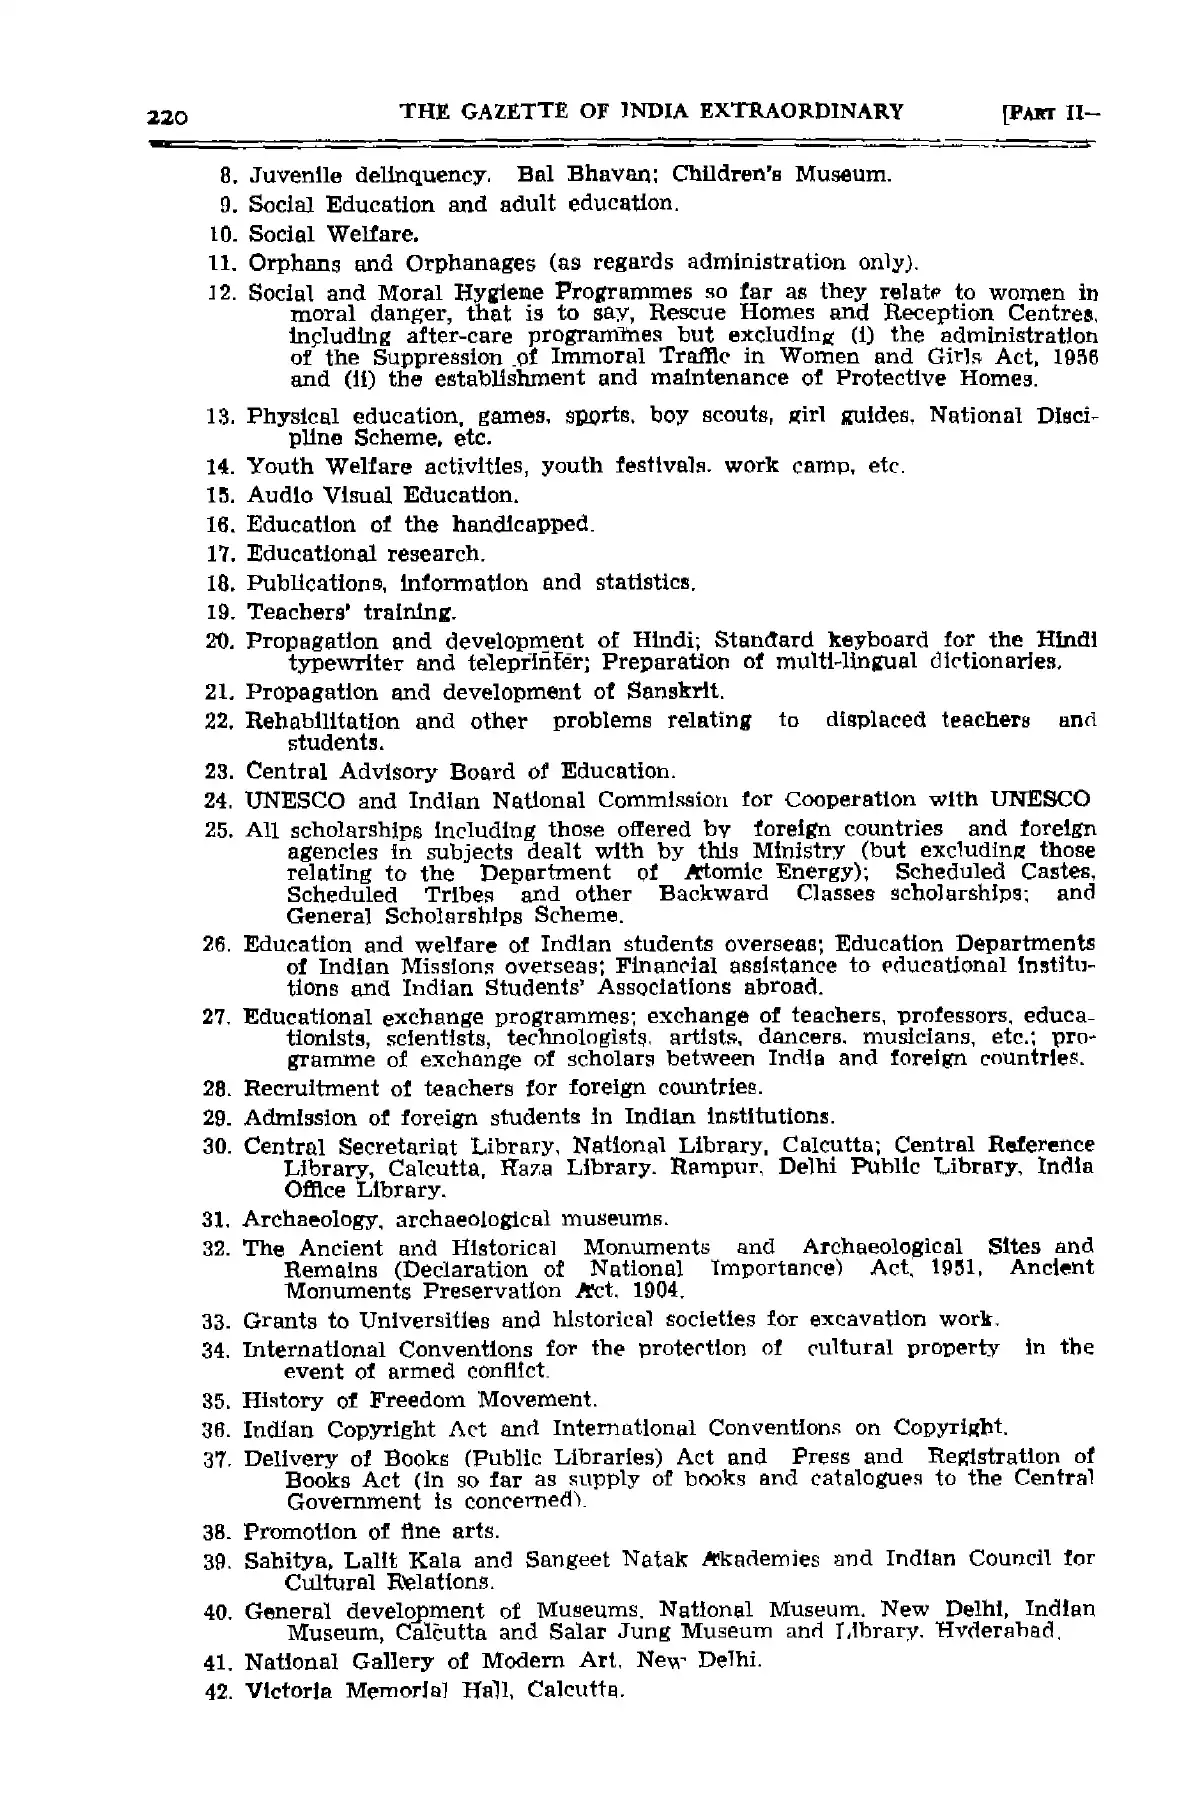 220 THE GAZETTE OF INDIA EXTRAORDINARY [PART II—
8. Juvenile delinquency. Bal Bhavan; Children's Museum.
9. Social Education and adult education.
10. Social Welfare.
11. Orphans and Orphanages (as regards administration only).
12. Social and Moral Hygiene Programmes so far as they relate to women in
moral danger, that is to say, Rescue Homes and Reception Centres,
including after-care programmes but excluding (i) the administration
of the Suppression of Immoral Traffic in Women and Girls Act, 1956
and (ii) the establishment and maintenance of Protective Homes.
13. Physical education, games, sports, boy scouts, girl guides, National Disci-
pline Scheme, etc.
14. Youth Welfare activities, youth festivals, work camp, etc.
15. Audio Visual Education.
16. Education of the handicapped.
17. Educational research.
18. Publications, information and statistics.
19. Teachers' training.
20. Propagation and development of Hindi; Standard keyboard for the Hindi
typewriter and teleprinter; Preparation of multi-lingual dictionaries.
21. Propagation and development of Sanskrit.
22. Rehabilitation and other problems relating to displaced teachers and
students.
23. Central Advisory Board of Education.
24. UNESCO and Indian National Commission for Cooperation with UNESCO
25. All scholarships including those offered by foreign countries and foreign
agencies in subjects dealt with by this Ministry (but excluding those
relating to the Department of Atomic Energy); Scheduled Castes,
Scheduled Tribes and other Backward Classes scholarships; and
General Scholarships Scheme.
26. Education and welfare of Indian students overseas; Education Departments
of Indian Missions overseas; Financial assistance to educational institu-
tions and Indian Students' Associations abroad.
27. Educational exchange programmes; exchange of teachers, professors, educa-
tionists, scientists, technologists, artists, dancers, musicians, etc.; pro-
gramme of exchange of scholars between India and foreign countries.
28. Recruitment of teachers for foreign countries.
29. Admission of foreign students in Indian institutions.
30. Central Secretariat Library, National Library, Calcutta; Central Reference
Library, Calcutta, Raza Library, Rampur, Delhi Public Library, India
Office Library.
31. Archaeology, archaeological museums.
32. The Ancient and Historical Monuments and Archaeological Sites and
Remains (Declaration of National Importance) Act, 1951, Ancient
Monuments Preservation Act, 1904.
33. Grants to Universities and historical societies for excavation work.
34. International Conventions for the protection of cultural property in the
event of armed conflict.
35. History of Freedom Movement.
36. Indian Copyright Act and International Conventions on Copyright.
37. Delivery of Books (Public Libraries) Act and Press and Registration of
Books Act (in so far as supply of books and catalogues to the Central
Government is concerned).
38. Promotion of fine arts.
39. Sahitya, Lalit Kala and Sangeet Natak Akademies and Indian Council for
Cultural Relations.
40. General development of Museums, National Museum, New Delhi, Indian
Museum, Calcutta and Salar Jung Museum and Library, Hyderabad.
41. National Gallery of Modern Art, New Delhi.
42. Victoria Memorial Hall, Calcutta.